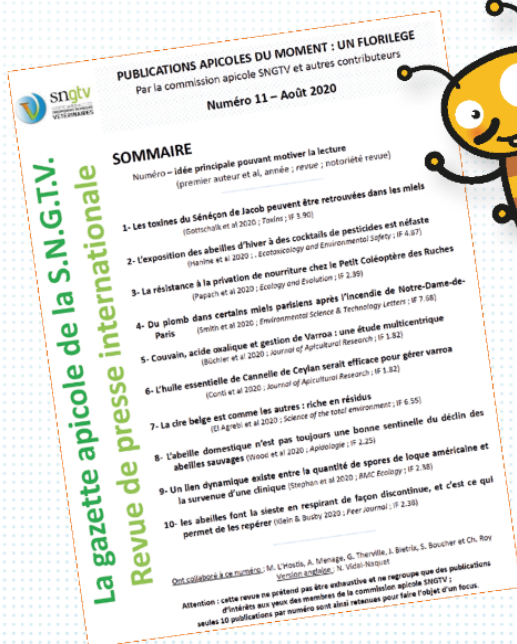 sngtv
VETERINAIRES
PUBLICATIONS APICOLES DU MOMENT : UN FLORILEGE
Par la commission apicole SNGTV et autres contributeurs
Numéro 11 – Août 2020
La gazette apicole de la S.N.G.T.V.
Revue de presse internationale
SOMMAIRE
Numéro – idée principale pouvant motiver la lecture
(premier auteur et al, année ; revue ; notoriété revue)
1- Les toxines du Séneçon de Jacob peuvent être retrouvées dans les miels
(Gottschalk et al 2020 ; Toxins ; IF 3.90)
2- L'exposition des abeilles d'hiver à des cocktails de pesticides est néfaste
(Hanine et al 2020 ; . Ecotoxicology and Environmental Safety ; IF 4.87)
3- La résistance à la privation de nourriture chez le Petit Coléoptère des Ruches
(Papach et al 2020 ; Ecology and Evolution ; IF 2.39)
4- Du plomb dans certains miels parisiens après l'incendie de Notre-Dame-de-
Paris (Smith et al 2020 ; Environmental Science & Technology Letters ; IF 7.68)
5- Couvain, acide oxalique et gestion de Varroa : une étude multicentrique
(Büchler et al 2020 ; Journal of Apicultural Research ; IF 1.82)
6- L'huile essentielle de Cannelle de Ceylan serait efficace pour gérer varroa
(Conti et al 2020 ; Journal of Apicultural Research ; IF 1.82)
7- La cire belge est comme les autres : riche en résidus
(El Agrebi et al 2020 ; Science of the total environment ; IF 6.55)
8- L'abeille domestique n'est pas toujours une bonne sentinelle du déclin des
abeilles sauvages (Wood et al 2020 ; Apidologie ; IF 2.25)
9- Un lien dynamique existe entre la quantité de spores de loque américaine et
la survenue d'une clinique (Stephan et al 2020 ; BMC Ecology ; IF 2.38)
10- les abeilles font la sieste en respirant de façon discontinue, et c'est ce qui
permet de les repérer (Klein & Busby 2020 ; Peer Journal ; IF 2.38)
Ont collaboré à ce numéro : M. L'Hostis, A. Menage, G. Therville, J. Bietrix, S. Boucher et Ch. Roy
Version anglaise : N. Vidal-Naquet
Attention : cette revue ne prétend pas être exhaustive et ne regroupe que des publications
d'intérêts aux yeux des membres de la commission apicole SNGTV ;
seules 10 publications par numéro sont ainsi retenues pour faire l'objet d'un focus.